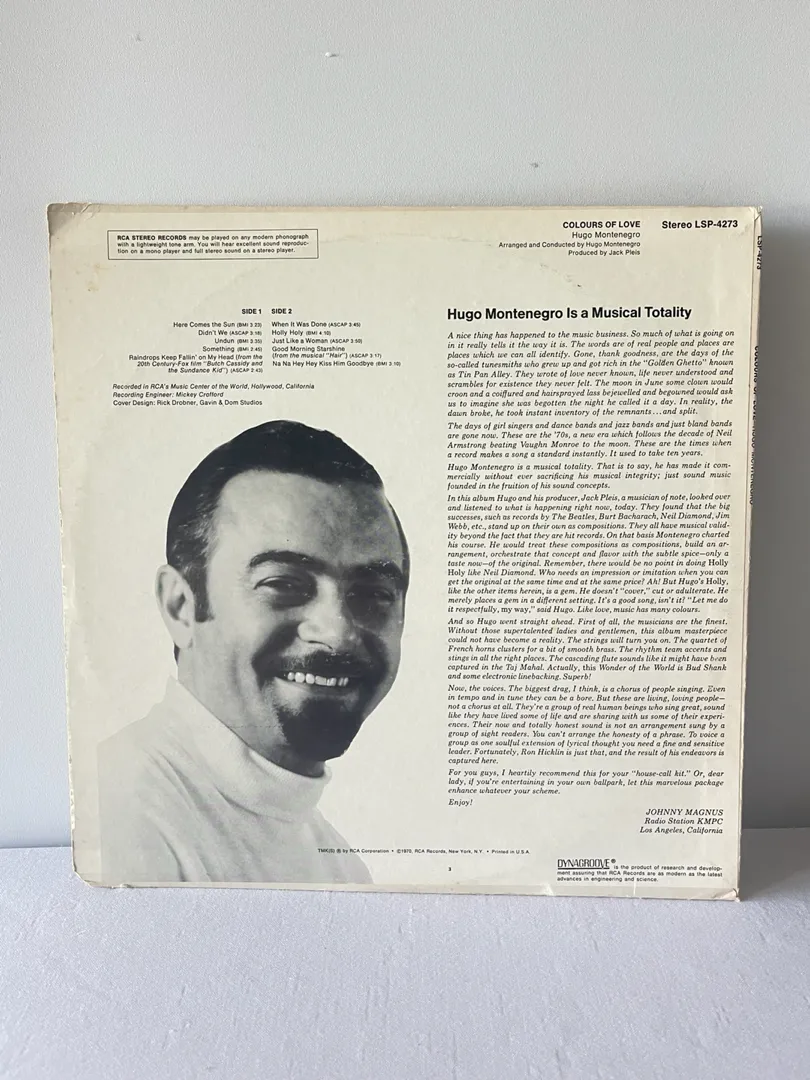 RCA STEREO RECORDS may be played on any modern phonograph
with a lightweight tone arm. You will hear excellent sound reproduc-
tion on a mono player and full stereo sound on a stereo player.
COLOURS OF LOVE
Hugo Montenegro
Arranged and Conducted by Hugo Montenegro
Produced by Jack Pleis
Stereo LSP-4273
LSP-4273
SIDE 1
Here Comes the Sun (BMI 3:23)
Didn't We (ASCAP 3:18)
Undun (BMI 3:35)
Something (BMI 2:45)
Raindrops Keep Fallin' on My Head (from the
20th Century-Fox film "Butch Cassidy and
the Sundance Kid") (ASCAP 2:43)
SIDE 2
When It Was Done (ASCAP 3:45)
Holly Holy (BMI 4:10)
Just Like a Woman (ASCAP 3:50)
Good Morning Starshine
(from the musical "Hair") (ASCAP 3:17)
Na Na Hey Hey Kiss Him Goodbye (BMI 3:10)
Recorded in RCA's Music Center of the World, Hollywood, California
Recording Engineer: Mickey Crofford
Cover Design: Rick Drobner, Gavin & Dom Studios
Hugo Montenegro Is a Musical Totality
A nice thing has happened to the music business. So much of what is going on
in it really tells it the way it is. The words are of real people and places are
places which we can all identify. Gone, thank goodness, are the days of the
so-called tunesmiths who grew up and got rich in the "Golden Ghetto" known
as Tin Pan Alley. They wrote of love never known, life never understood and
scrambles for existence they never felt. The moon in June some clown would
croon and a coiffured and hairsprayed lass bejewelled and begowned would ask
us to imagine she was begotten the night he called it a day. In reality, the
dawn broke, he took instant inventory of the remnants...and split.
The days of girl singers and dance bands and jazz bands and just bland bands
are gone now. These are the '70s, a new era which follows the decade of Neil
Armstrong beating Vaughn Monroe to the moon. These are the times when
a record makes a song a standard instantly. It used to take ten years.
Hugo Montenegro is a musical totality. That is to say, he has made it com-
mercially without ever sacrificing his musical integrity; just sound music
founded in the fruition of his sound concepts.
In this album Hugo and his producer, Jack Pleis, a musician of note, looked over
and listened to what is happening right now, today. They found that the big
successes, such as records by The Beatles, Burt Bacharach, Neil Diamond, Jim
Webb, etc., stand up on their own as compositions. They all have musical valid-
ity beyond the fact that they are hit records. On that basis Montenegro charted
his course. He would treat these compositions as compositions, build an ar-
rangement, orchestrate that concept and flavor with the subtle spice—only a
taste now—of the original. Remember, there would be no point in doing Holly
Holy like Neil Diamond. Who needs an impression or imitation when you can
get the original at the same time and at the same price? Ah! But Hugo's Holly,
like the other items herein, is a gem. He doesn't "cover," cut or adulterate. He
merely places a gem in a different setting. It's a good song, isn't it? "Let me do
it respectfully, my way," said Hugo. Like love, music has many colours.
And so Hugo went straight ahead. First of all, the musicians are the finest.
Without those supertalented ladies and gentlemen, this album masterpiece
could not have become a reality. The strings will turn you on. The quartet of
French horns clusters for a bit of smooth brass. The rhythm team accents and
stings in all the right places. The cascading flute sounds like it might have been
captured in the Taj Mahal. Actually, this Wonder of the World is Bud Shank
and some electronic linebacking. Superb!
Now, the voices. The biggest drag, I think, is a chorus of people singing. Even
in tempo and in tune they can be a bore. But these are living, loving people—
not a chorus at all. They're a group of real human beings who sing great, sound
like they have lived some of life and are sharing with us some of their experi-
ences. Their now and totally honest sound is not an arrangement sung by a
group of sight readers. You can't arrange the honesty of a phrase. To voice a
group as one soulful extension of lyrical thought you need a fine and sensitive
leader. Fortunately, Ron Hicklin is just that, and the result of his endeavors is
captured here.
For you guys, I heartily recommend this for your "house-call kit." Or, dear
lady, if you're entertaining in your own ballpark, let this marvelous package
enhance whatever your scheme.
Enjoy!
JOHNNY MAGNUS
Radio Station KMPC
Los Angeles, California
TMK(S) ® by RCA Corporation • ©1970, RCA Records, New York, N.Y. • Printed in U.S.A.
3
DYNAGROOVE® is the product of research and develop-
ment assuring that RCA Records are as modern as the latest
advances in engineering and science.